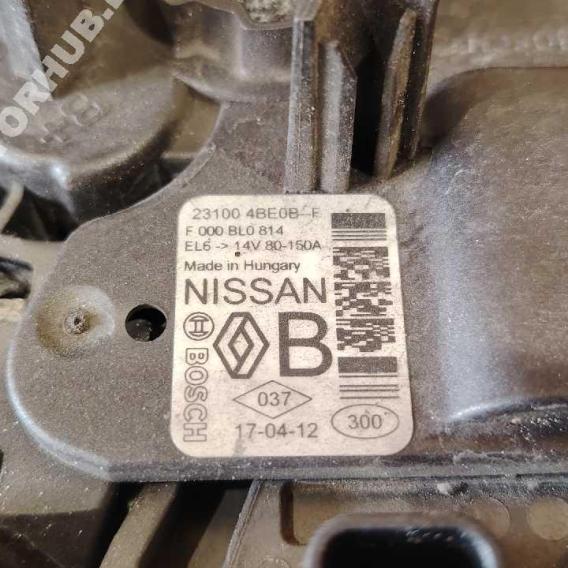 23100 4BE0B-E
F 000 BL0 814
EL6 -> 14V 80-150A
Made in Hungary
NISSAN
BOSCH
B
037
17-04-12
300